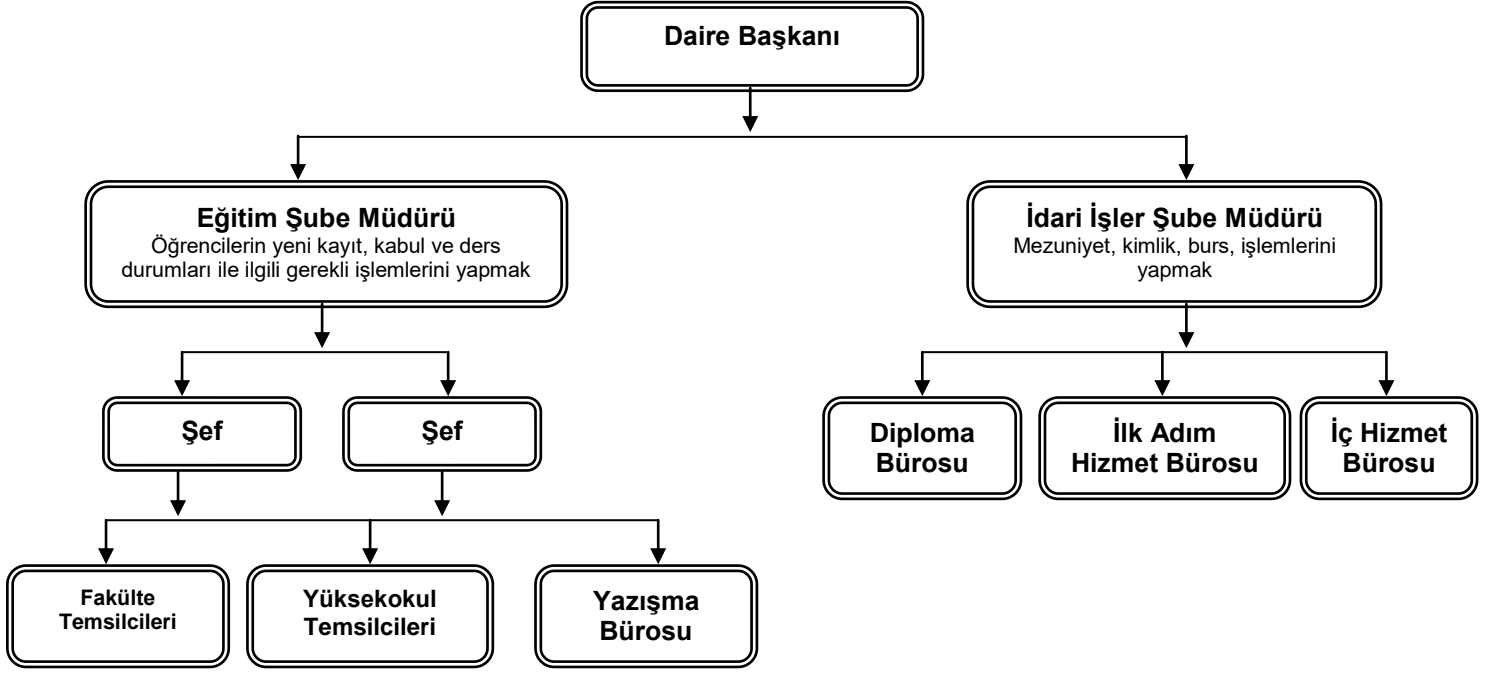 Daire Başkanı
Eğitim Şube Müdürü
Öğrencilerin yeni kayıt, kabul ve ders
durumları ile ilgili gerekli işlemlerini yapmak
İdari İşler Şube Müdürü
Mezuniyet, kimlik, burs, işlemlerini
yapmak
Şef
Şef
Diploma
Bürosu
İlk Adım
Hizmet Bürosu
İç Hizmet
Bürosu
Fakülte
Temsilcileri
Yüksekokul
Temsilcileri
Yazışma
Bürosu